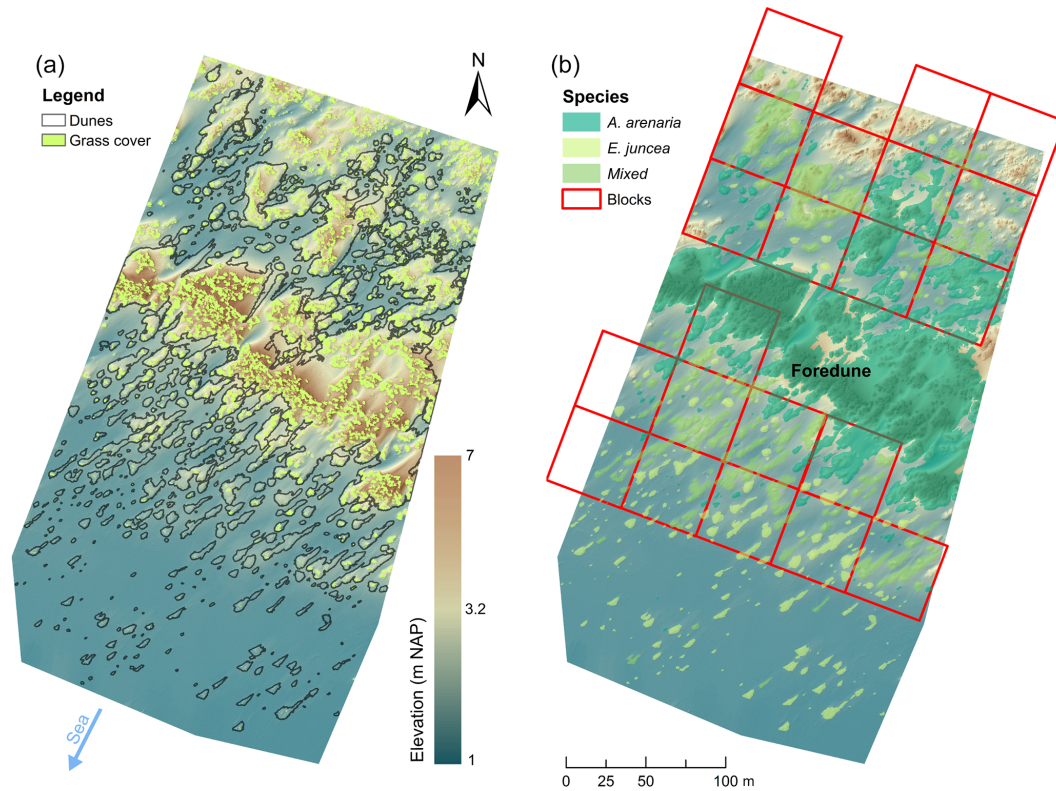 (a)
Legend
Dunes
Grass cover
N
7
3.2
1
Elevation (m NAP)
Sea
(b)
Species
A. arenaria
E. juncea
Mixed
Blocks
Foredune
0 25 50 100 m